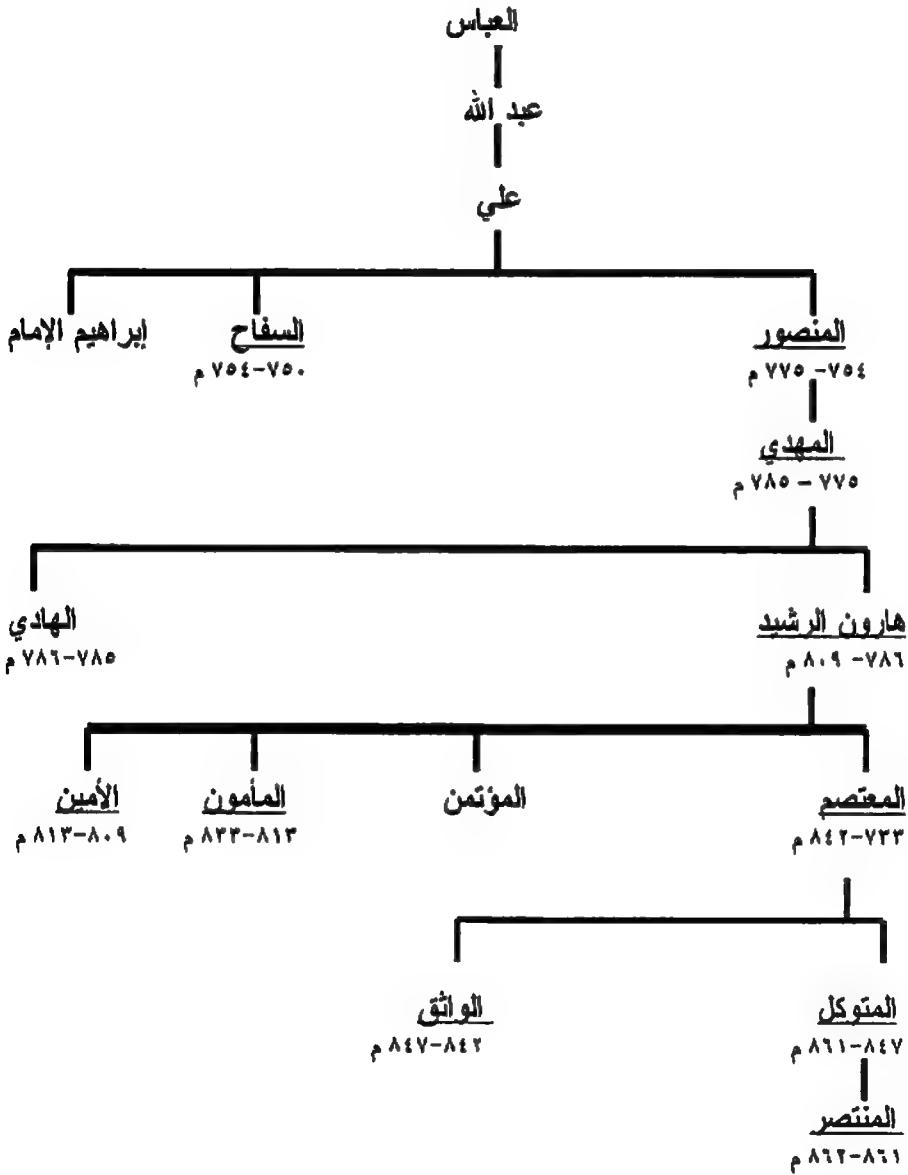 العباس
عبد الله
علي
المنصور
٧٥٤- ٧٧٥ م
السفاح
٧٥٠-٧٥٤ م
إبراهيم الإمام
المهدي
٧٧٥ – ٧٨٥ م
هارون الرشيد
٧٨٦- ٨٠٩ م
الهادي
٧٨٥-٧٨٦ م
المعتصم
٧٣٣-٨٤٢ م
المؤتمن
المأمون
٨١٣-٨٣٣ م
الأمين
٨٠٩-٨١٣ م
المتوكل
٨٤٧-٨٦١ م
الواثق
٨٤٢-٨٤٧ م
المنتصر
٨٦١-٨٦٢ م